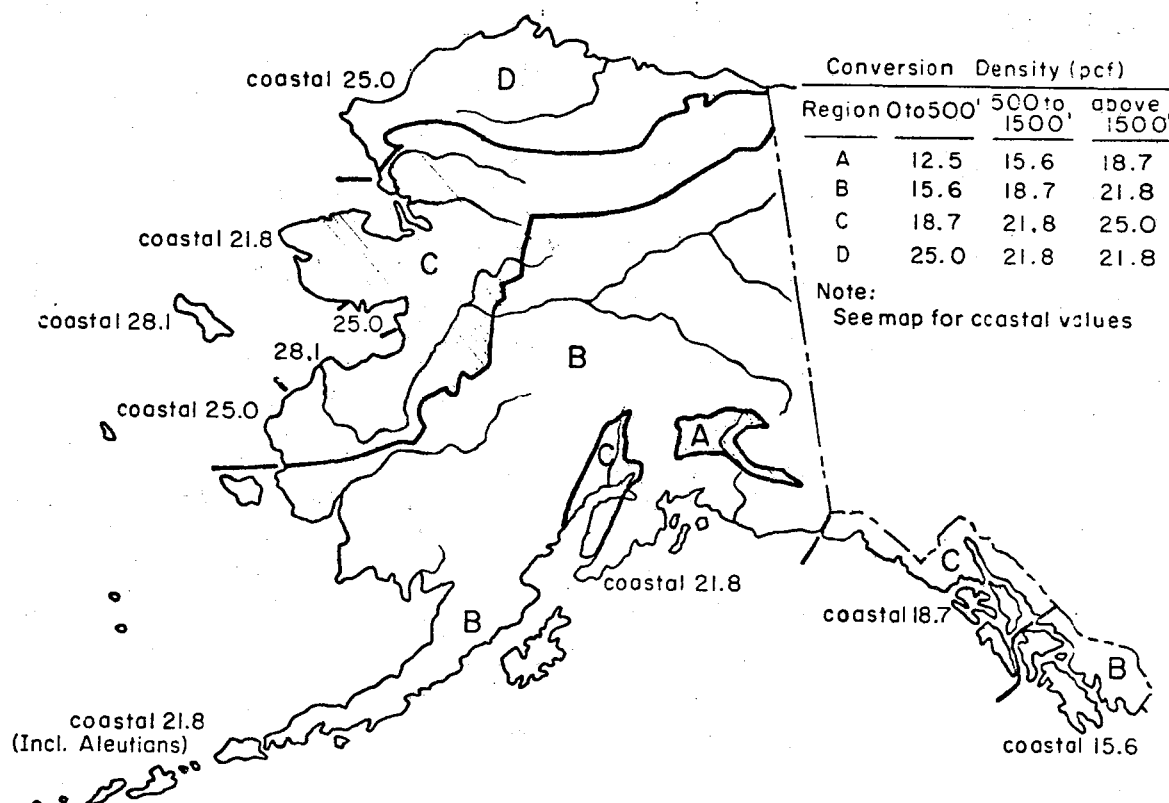 coastal 25.0
D
Conversion Density (pcf)
Region 0to500' 500 to 1500' above 1500'
A 12.5 15.6 18.7
B 15.6 18.7 21.8
C 18.7 21.8 25.0
D 25.0 21.8 21.8
Note:
See map for coastal values
coastal 21.8
C
coastal 28.1
25.0
28.1
B
coastal 25.0
A
C
coastal 21.8
C
coastal 18.7
B
B
coastal 21.8
(Incl. Aleutians)
coastal 15.6